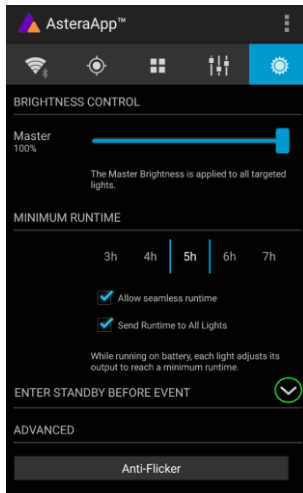 AsteraApp™
BRIGHTNESS CONTROL
Master
100%
The Master Brightness is applied to all targeted
lights.
MINIMUM RUNTIME
3h 4h 5h 6h 7h
Allow seamless runtime
Send Runtime to All Lights
While running on battery, each light adjusts its
output to reach a minimum runtime.
ENTER STANDBY BEFORE EVENT
ADVANCED
Anti-Flicker